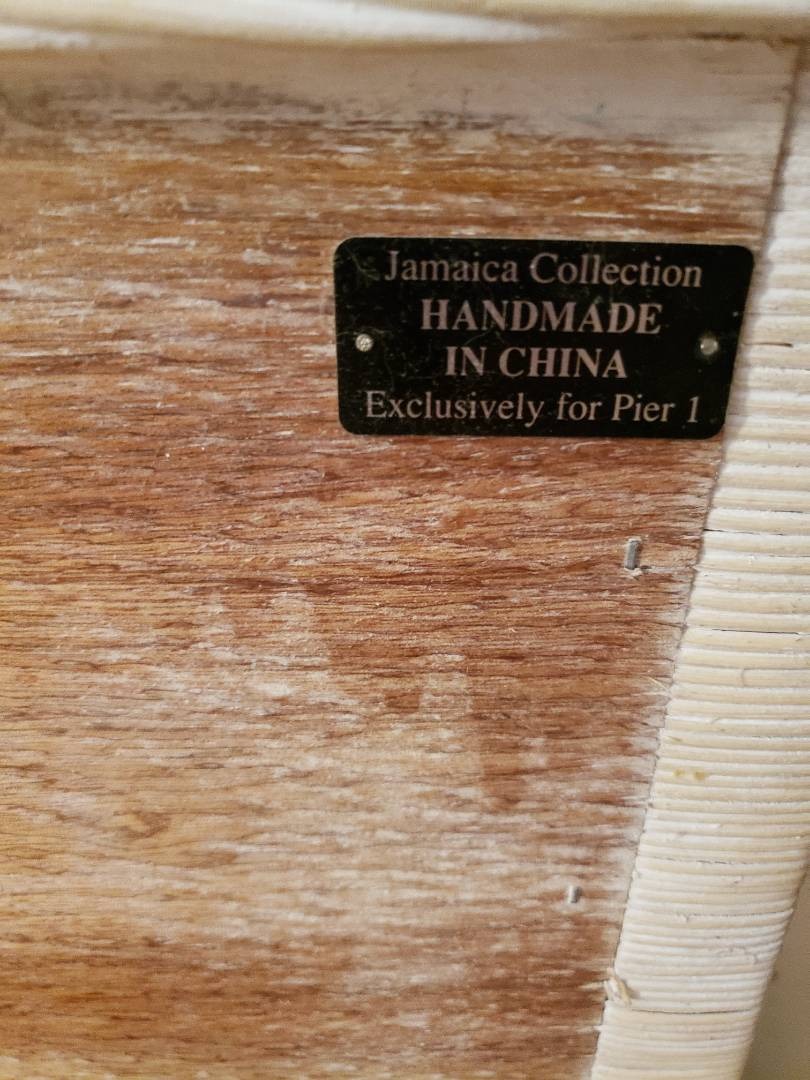 Jamaica Collection
HANDMADE
IN CHINA
Exclusively for Pier 1